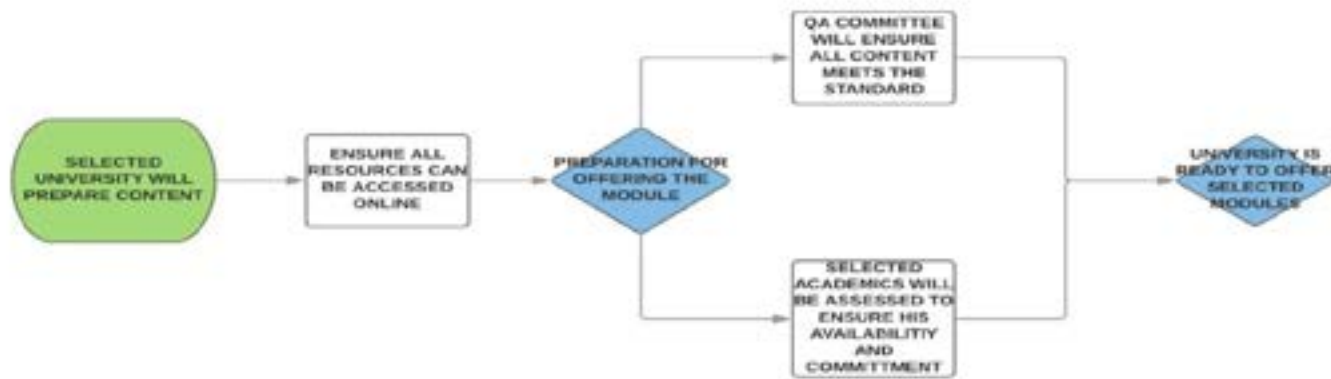 SELECTED
UNIVERSITY WILL
PREPARE CONTENT
ENSURE ALL
RESOURCES CAN
BE ACCESSED
ONLINE
PREPARATION FOR
OFFERING THE
MODULE
QA COMMITTEE
WILL ENSURE
ALL CONTENT
MEETS THE
STANDARD
SELECTED
ACADEMICS WILL
BE ASSESSED TO
ENSURE HIS
AVAILABILITIY
AND
COMMITTMENT
UNIVERSITY IS
READY TO OFFER
SELECTED
MODULES